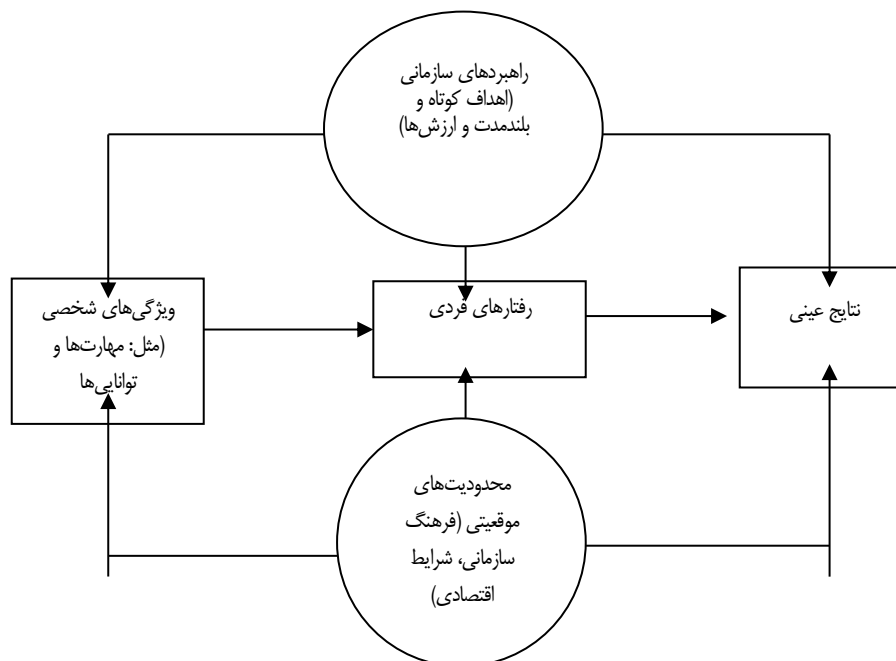 راهبردهای سازمانی
(اهداف کوتاه و
بلندمدت و ارزش‌ها)
ویژگی‌های شخصی
(مثل: مهارت‌ها و
توانایی‌ها
رفتارهای فردی
نتایج عینی
محدودیت‌های
موقعیتی (فرهنگ
سازمانی، شرایط
اقتصادی)